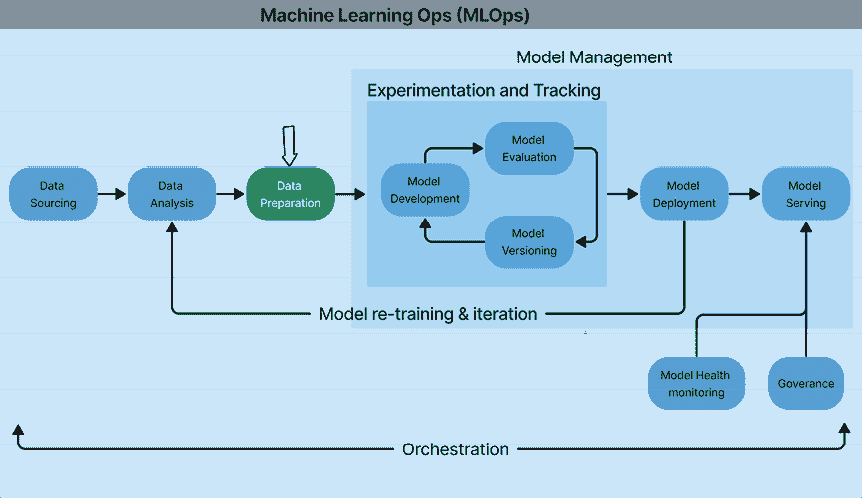 Machine Learning Ops (MLOps)
Model Management
Experimentation and Tracking
Data
Sourcing
Data
Analysis
Data
Preparation
Model
Development
Model
Evaluation
Model
Versioning
Model
Deployment
Model
Serving
Model re-training & iteration
Model Health
monitoring
Goverance
Orchestration